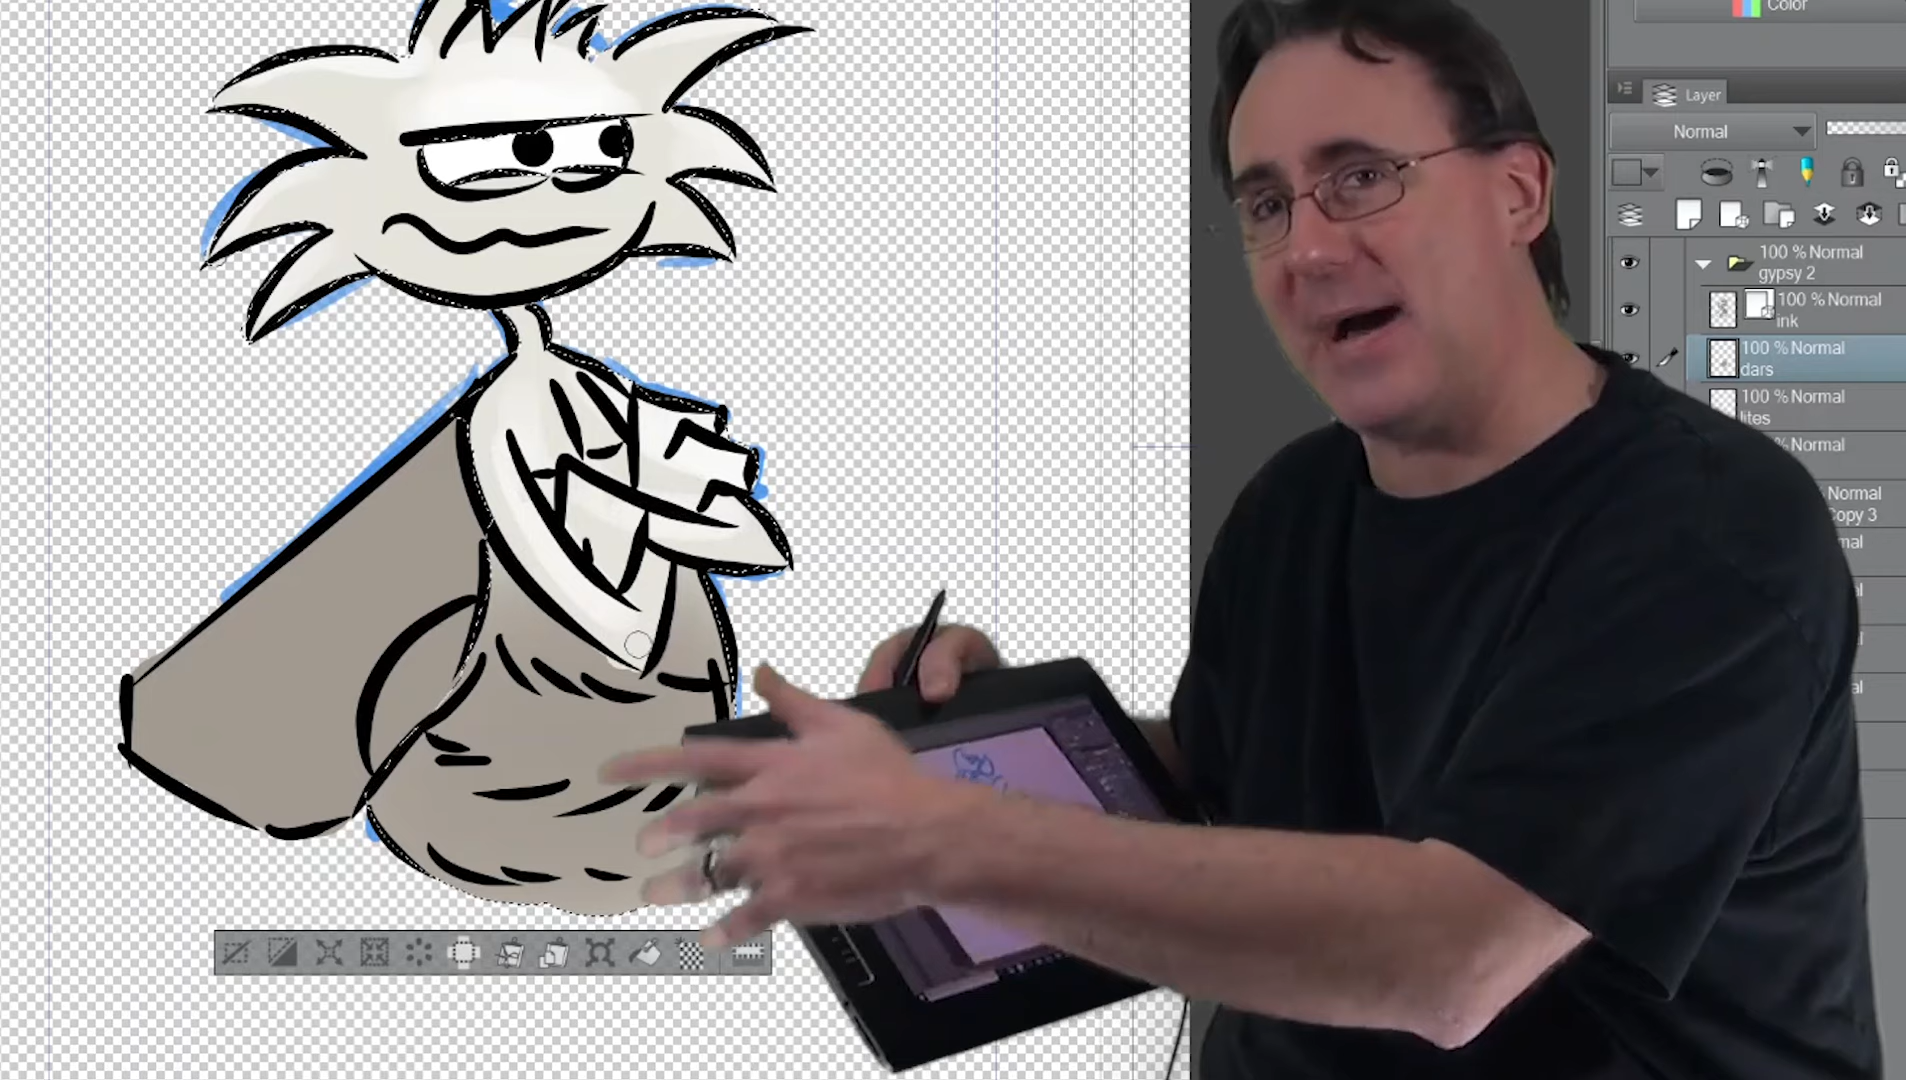 Color
Layer
Normal
100 % Normal
gypsy 2
100 % Normal
ink
100 % Normal
dars
100 % Normal
lites
Normal
Normal
Copy 3